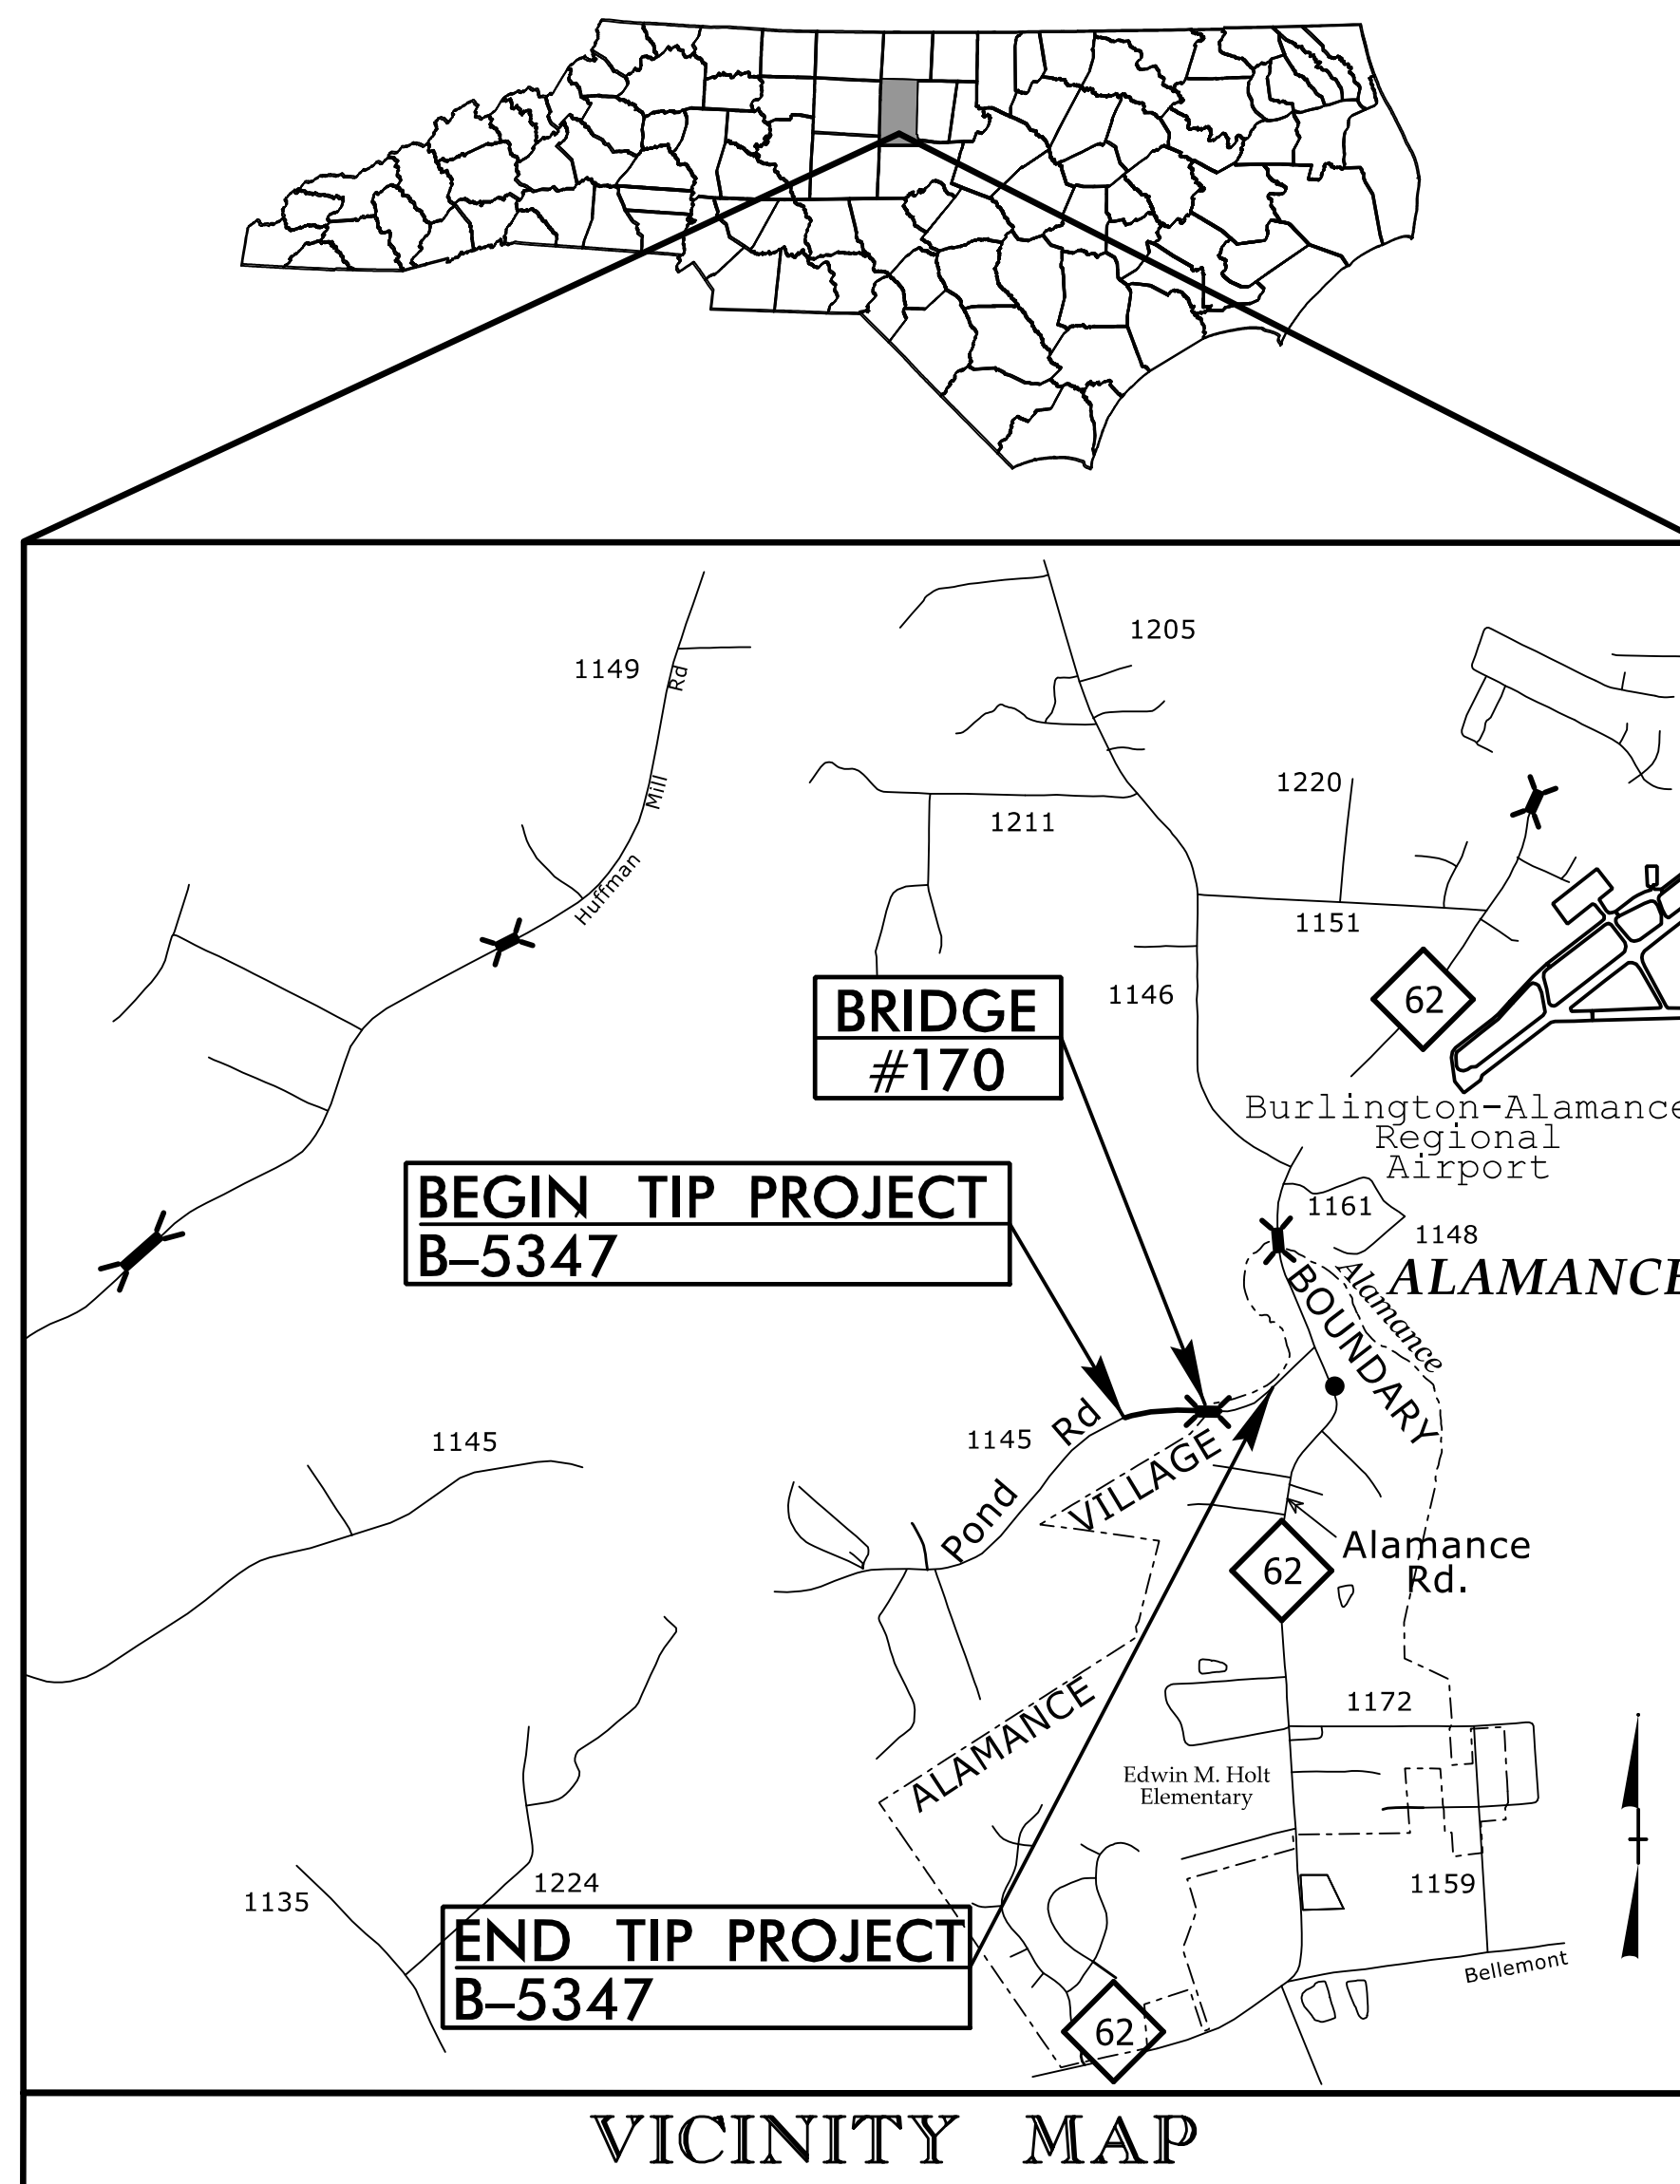 1205
1149
Rd
Mill
Huffman
1220
1211
1151
BRIDGE
#170
1146
62
Burlington-Alamance
Regional
Airport
BEGIN TIP PROJECT
B-5347
1161
1148
ALAMANCE
Alamance
BOUNDARY
1145
1145
Pond Rd
VILLAGE
Alamance
Rd.
62
ALAMANCE
1172
Edwin M. Holt
Elementary
1159
1224
1135
END TIP PROJECT
B-5347
Bellemont
62
VICINITY MAP